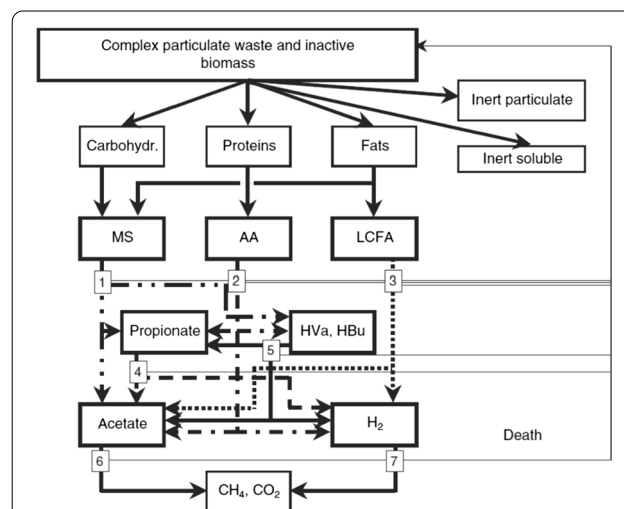 Complex particulate waste and inactive
biomass
Inert particulate
Carbohydr.
Proteins
Fats
Inert soluble
MS
AA
LCFA
1
2
3
Propionate
HVa, HBu
5
4
Acetate
H₂
Death
6
7
CH₄, CO₂